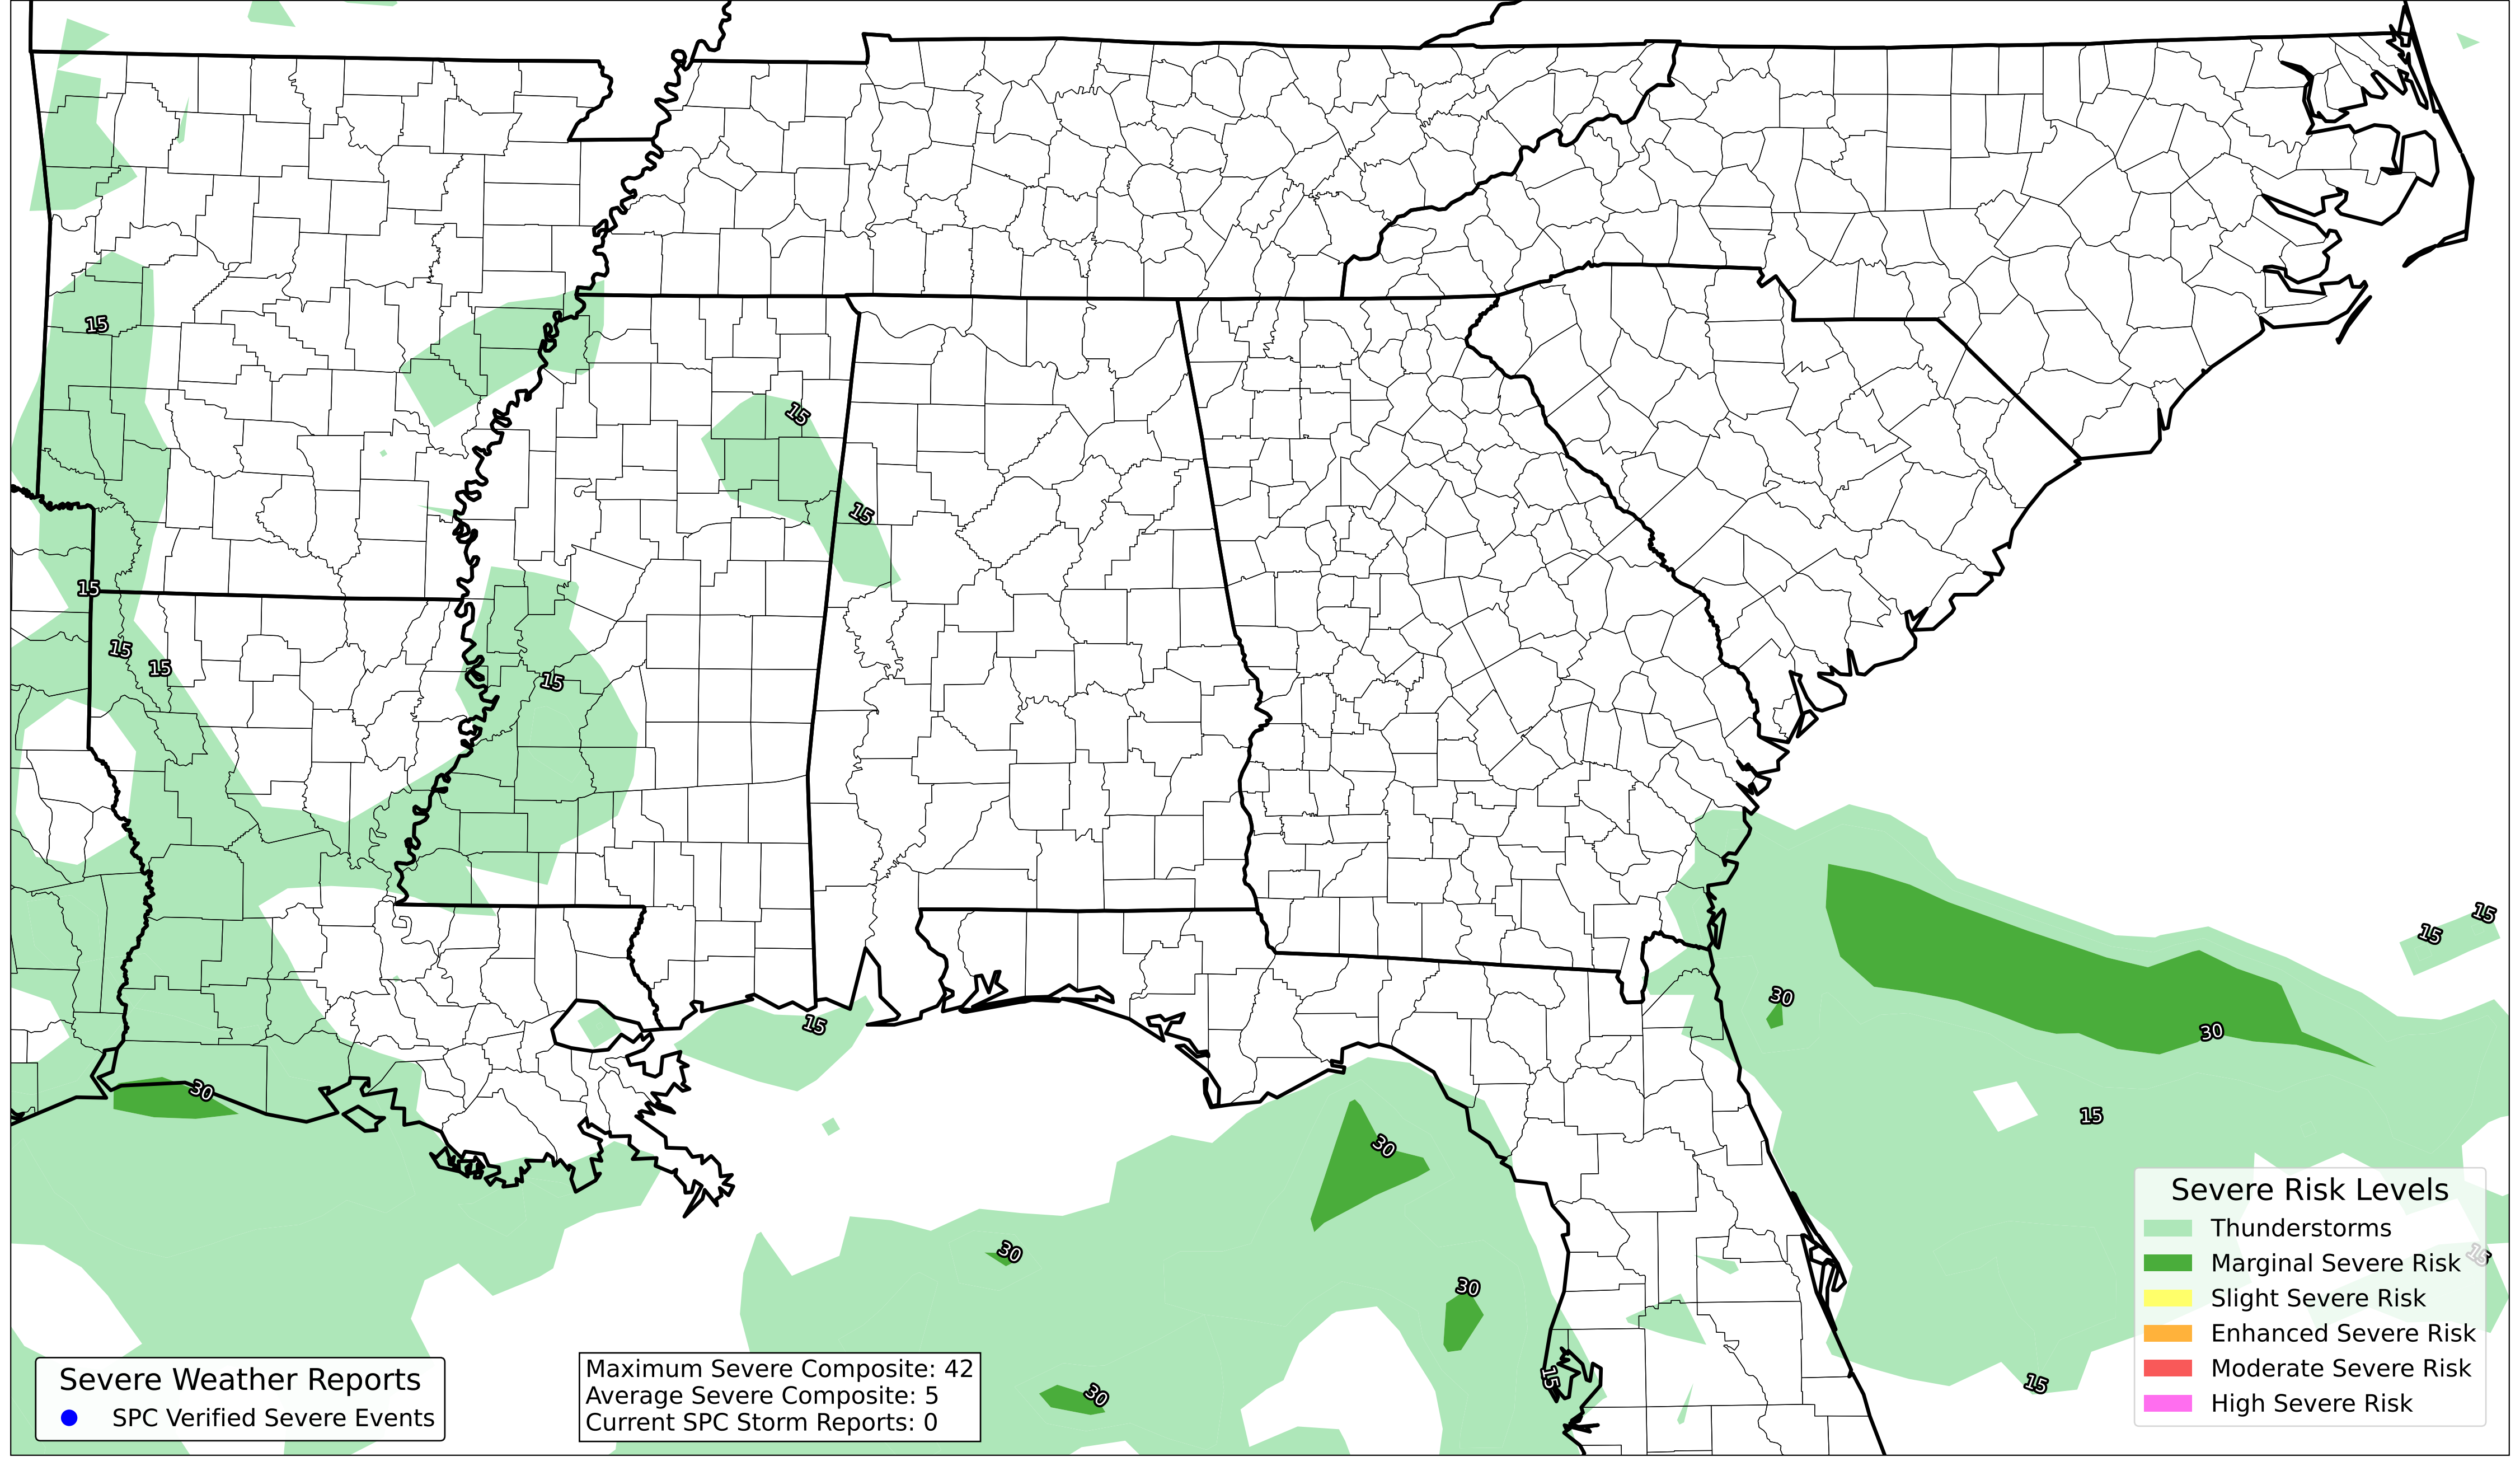 15
15
15
15
15
15
15
15
15
30
30
15
30
15
30
30
30
30
15
15
15
30
Severe Risk Levels
Thunderstorms
Marginal Severe Risk
Slight Severe Risk
Enhanced Severe Risk
Moderate Severe Risk
High Severe Risk
Severe Weather Reports
SPC Verified Severe Events
Maximum Severe Composite: 42
Average Severe Composite: 5
Current SPC Storm Reports: 0